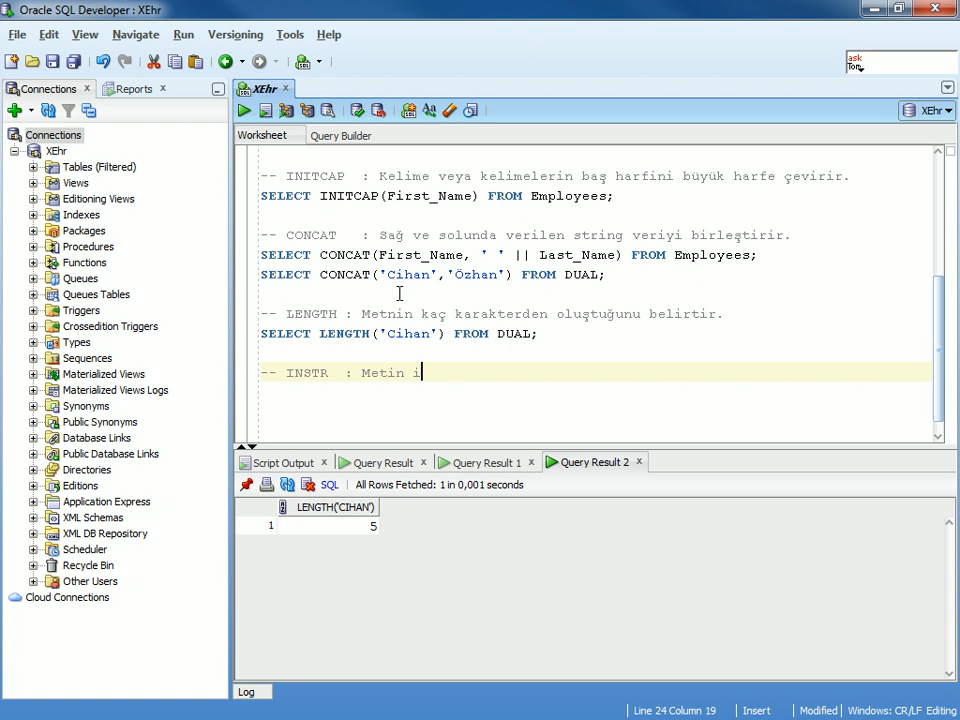 Oracle SQL Developer : XEhr
File Edit View Navigate Run Versioning Tools Help
ask
Tom
Connections Reports XEhr
XEhr
Worksheet Query Builder
Connections
XEhr
Tables (Filtered)
Views
Editioning Views
Indexes
Packages
Procedures
Functions
Queues
Queues Tables
Triggers
Crossedition Triggers
Types
Sequences
Materialized Views
Materialized Views Logs
Synonyms
Public Synonyms
Database Links
Public Database Links
Directories
Editions
Application Express
XML Schemas
XML DB Repository
Scheduler
Recycle Bin
Other Users
Cloud Connections
-- INITCAP : Kelime veya kelimelerin baş harfini büyük harfe çevirir.
SELECT INITCAP(First_Name) FROM Employees;
-- CONCAT : Sağ ve solunda verilen string veriyi birleştirir.
SELECT CONCAT(First_Name, ' ' || Last_Name) FROM Employees;
SELECT CONCAT('Cihan','Özhan') FROM DUAL;
-- LENGTH : Metnin kaç karakterden oluştuğunu belirtir.
SELECT LENGTH('Cihan') FROM DUAL;
-- INSTR : Metin i
Script Output Query Result Query Result 1 Query Result 2
SQL All Rows Fetched: 1 in 0,001 seconds
LENGTH('CIHAN')
1 5
Log
Line 24 Column 19 Insert Modified Windows: CR/LF Editing